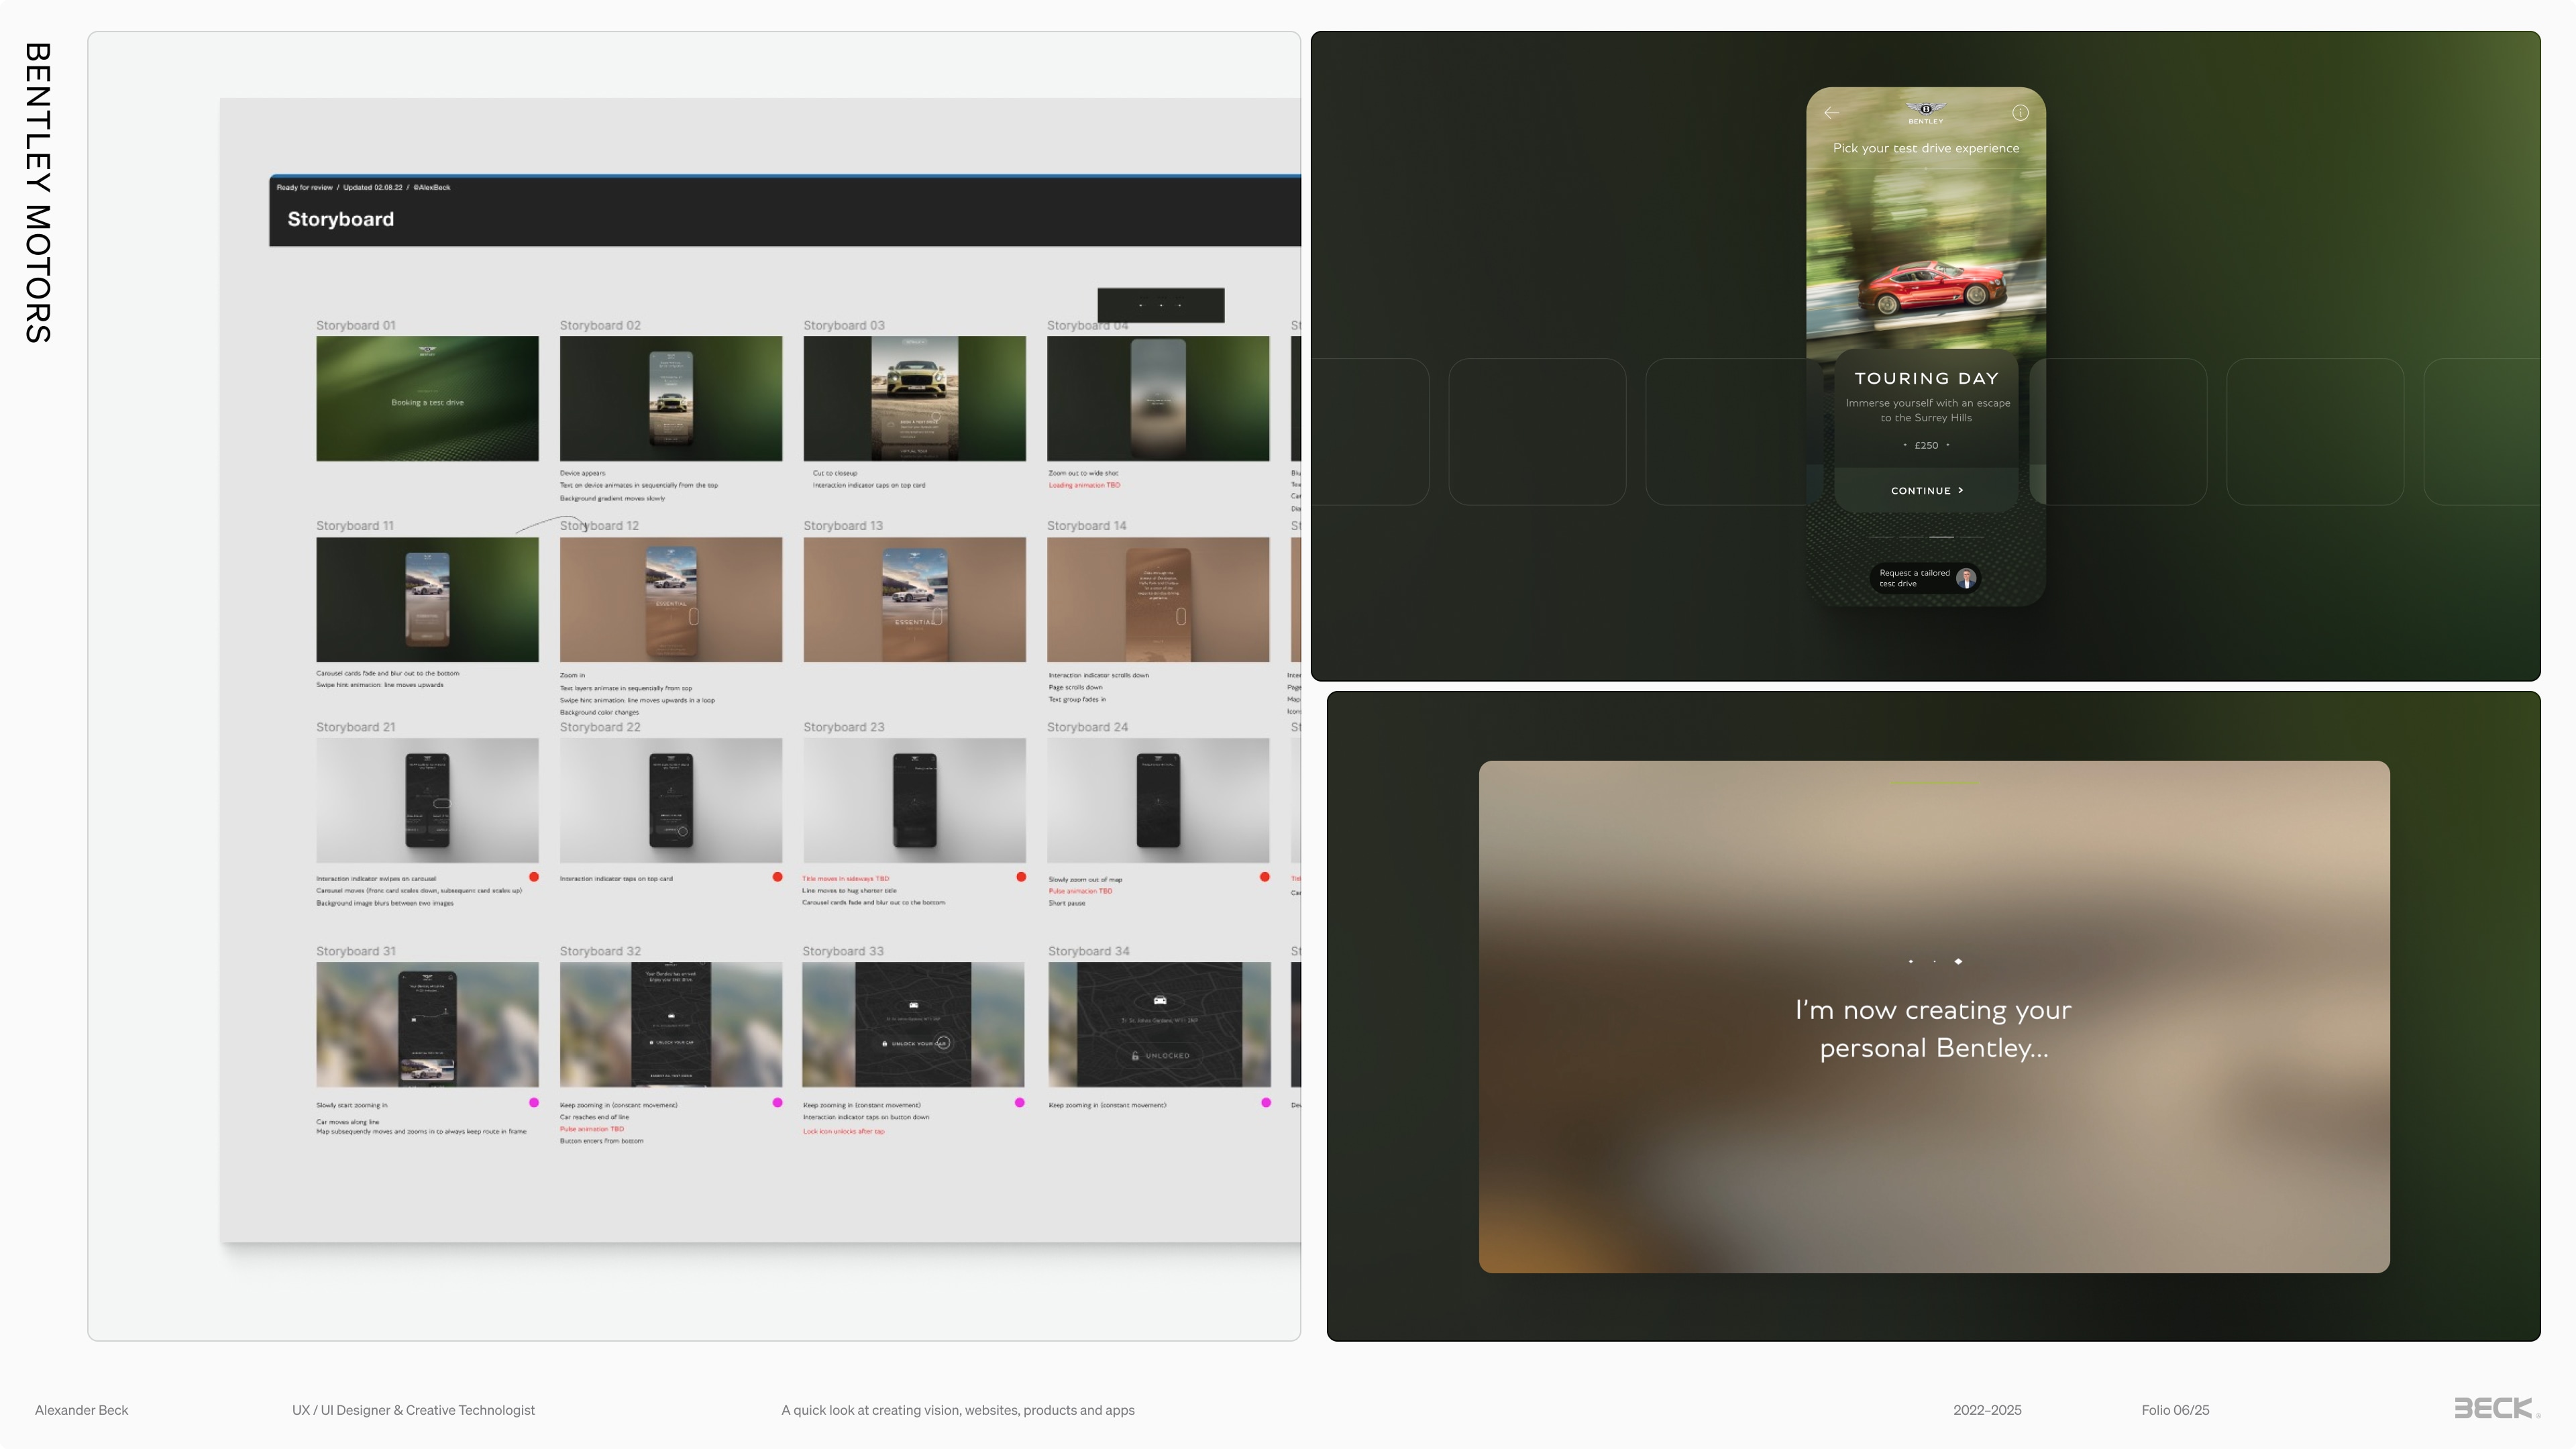 BENTLEY MOTORS
Ready for review / Updated 02.08.22 / @AlexBeck
Storyboard
Storyboard 01
Booking a test drive
Storyboard 02
Device appears
Text on device animates in sequencially from the top
Background gradient moves slowly
Storyboard 03
Cut to closeup
Interaction indicator taps on top card
Storyboard 04
Zoom out to wide shot
Loading animation TBD
Storyboard 11
Carousel cards fade and blur out to the bottom
Swipe hint animation: line moves upwards
Storyboard 12
ESSENTIAL
Zoom in
Text layers animate in sequencially from top
Swipe hint animation: line moves upwards in a loop
Background color changes
Storyboard 13
ESSENTIAL
Interaction indicator scrolls down
Storyboard 14
Page scrolls down
Text group fades in
Storyboard 21
Interaction indicator swipes on carousel
Carousel moves (front card scales down, subsequent card scales up)
Background image blurs between two images
Storyboard 22
Interaction indicator taps on top card
Storyboard 23
Title moves in sideways TBD
Line moves to hug shorter title
Carousel cards fade and blur out to the bottom
Storyboard 24
Slowly zoom out of map
Pulse animation TBD
Short pause
Storyboard 31
Slowly start zooming in
Car moves along line
Map subsequently moves and zooms in to always keep route in frame
Storyboard 32
UNLOCK YOUR CAR
Keep zooming in (constant movement)
Car reaches end of line
Pulse animation TBD
Button enters from bottom
Storyboard 33
UNLOCK YOUR CAR
Keep zooming in (constant movement)
Interaction indicator taps on button down
Lock icon unlocks after tap
Storyboard 34
UNLOCKED
Keep zooming in (constant movement)
BENTLEY
Pick your test drive experience
TOURING DAY
Immerse yourself with an escape
to the Surrey Hills
£250
CONTINUE >
Request a tailored
test drive
I'm now creating your
personal Bentley...
Alexander Beck
UX / UI Designer & Creative Technologist
A quick look at creating vision, websites, products and apps
2022–2025
Folio 06/25
BECK